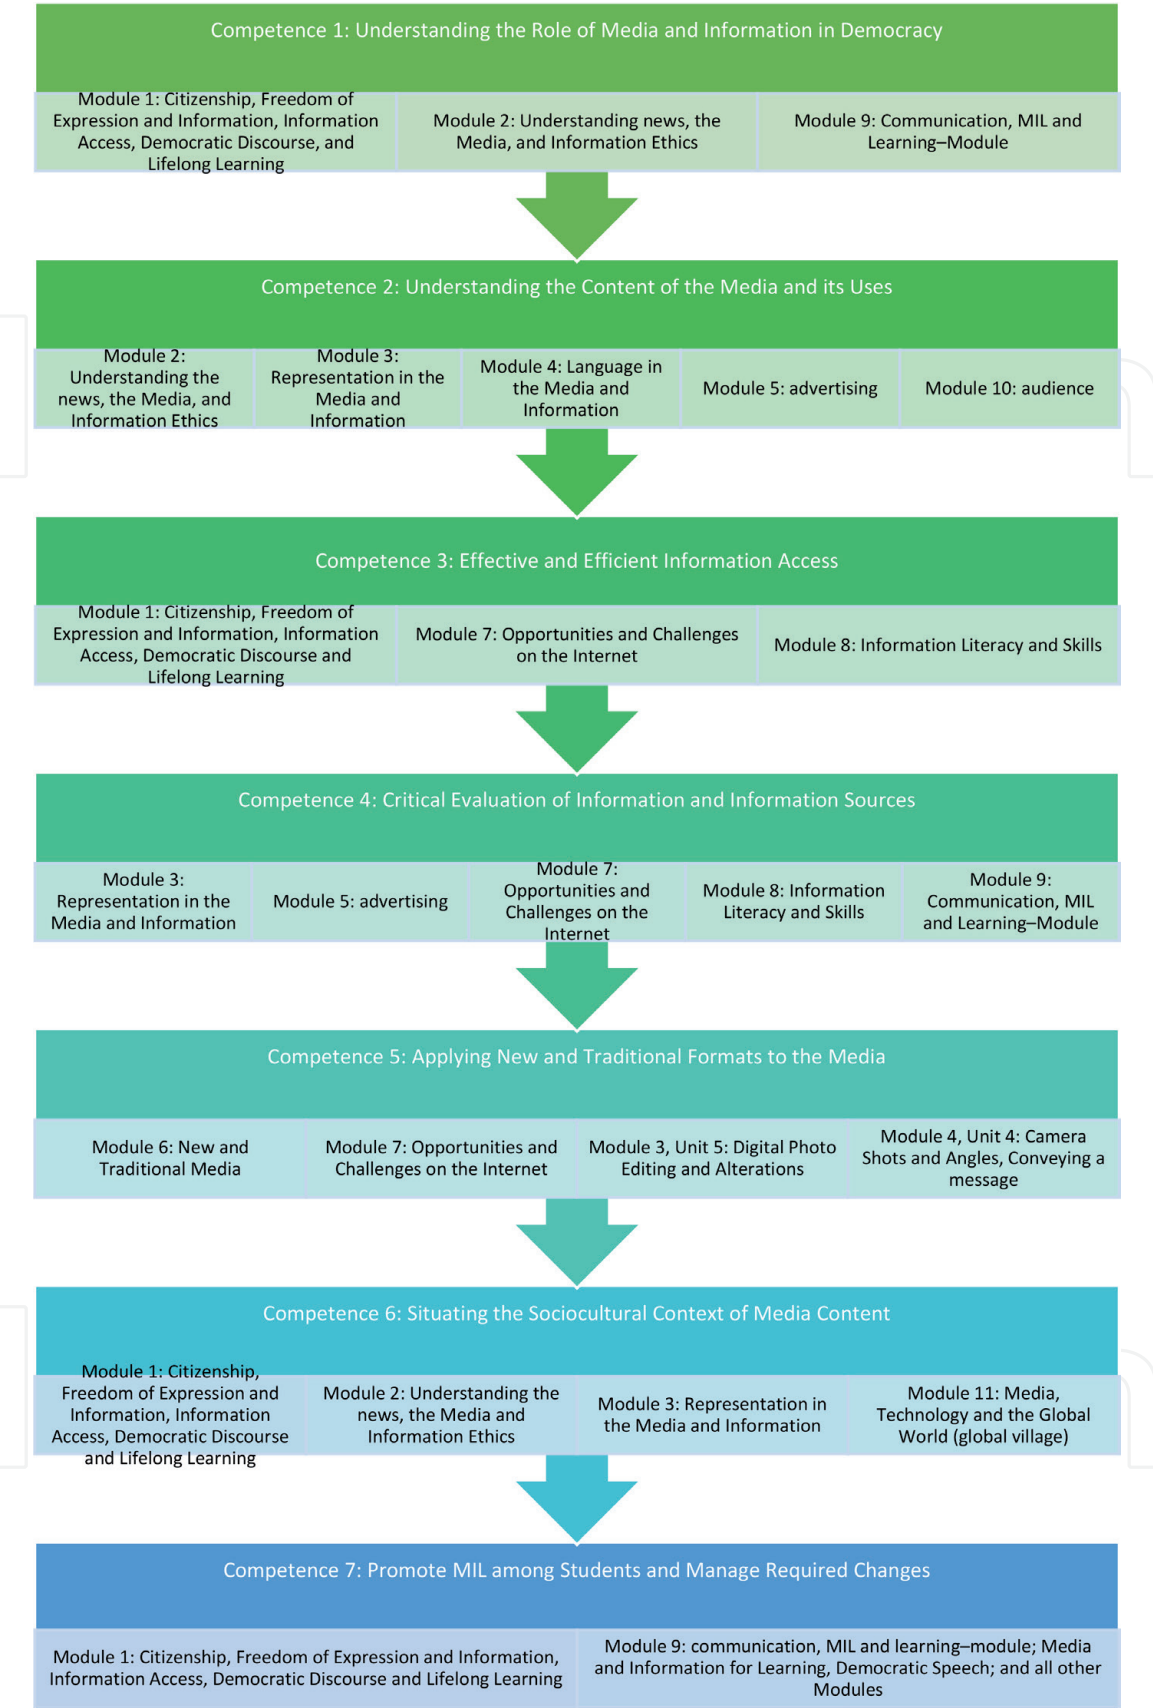 Competence 1: Understanding the Role of Media and Information in Democracy
Module 1: Citizenship, Freedom of
Expression and Information, Information
Access, Democratic Discourse, and
Lifelong Learning
Module 2: Understanding news, the
Media, and Information Ethics
Module 9: Communication, MIL and
Learning–Module
Competence 2: Understanding the Content of the Media and its Uses
Module 2:
Understanding the
news, the Media, and
Information Ethics
Module 3:
Representation in the
Media and
Information
Module 4: Language in
the Media and
Information
Module 5: advertising
Module 10: audience
Competence 3: Effective and Efficient Information Access
Module 1: Citizenship, Freedom of
Expression and Information, Information
Access, Democratic Discourse and
Lifelong Learning
Module 7: Opportunities and Challenges
on the Internet
Module 8: Information Literacy and Skills
Competence 4: Critical Evaluation of Information and Information Sources
Module 3:
Representation in the
Media and Information
Module 5: advertising
Module 7:
Opportunities and
Challenges on the
Internet
Module 8: Information
Literacy and Skills
Module 9:
Communication, MIL
and Learning–Module
Competence 5: Applying New and Traditional Formats to the Media
Module 6: New and
Traditional Media
Module 7: Opportunities and
Challenges on the Internet
Module 3, Unit 5: Digital Photo
Editing and Alterations
Module 4, Unit 4: Camera
Shots and Angles, Conveying a
message
Competence 6: Situating the Sociocultural Context of Media Content
Module 1: Citizenship,
Freedom of Expression and
Information, Information
Access, Democratic Discourse
and Lifelong Learning
Module 2: Understanding the
news, the Media and
Information Ethics
Module 3: Representation in
the Media and Information
Module 11: Media,
Technology and the Global
World (global village)
Competence 7: Promote MIL among Students and Manage Required Changes
Module 1: Citizenship, Freedom of Expression and Information,
Information Access, Democratic Discourse and Lifelong Learning
Module 9: communication, MIL and learning–module; Media
and Information for Learning, Democratic Speech; and all other
Modules